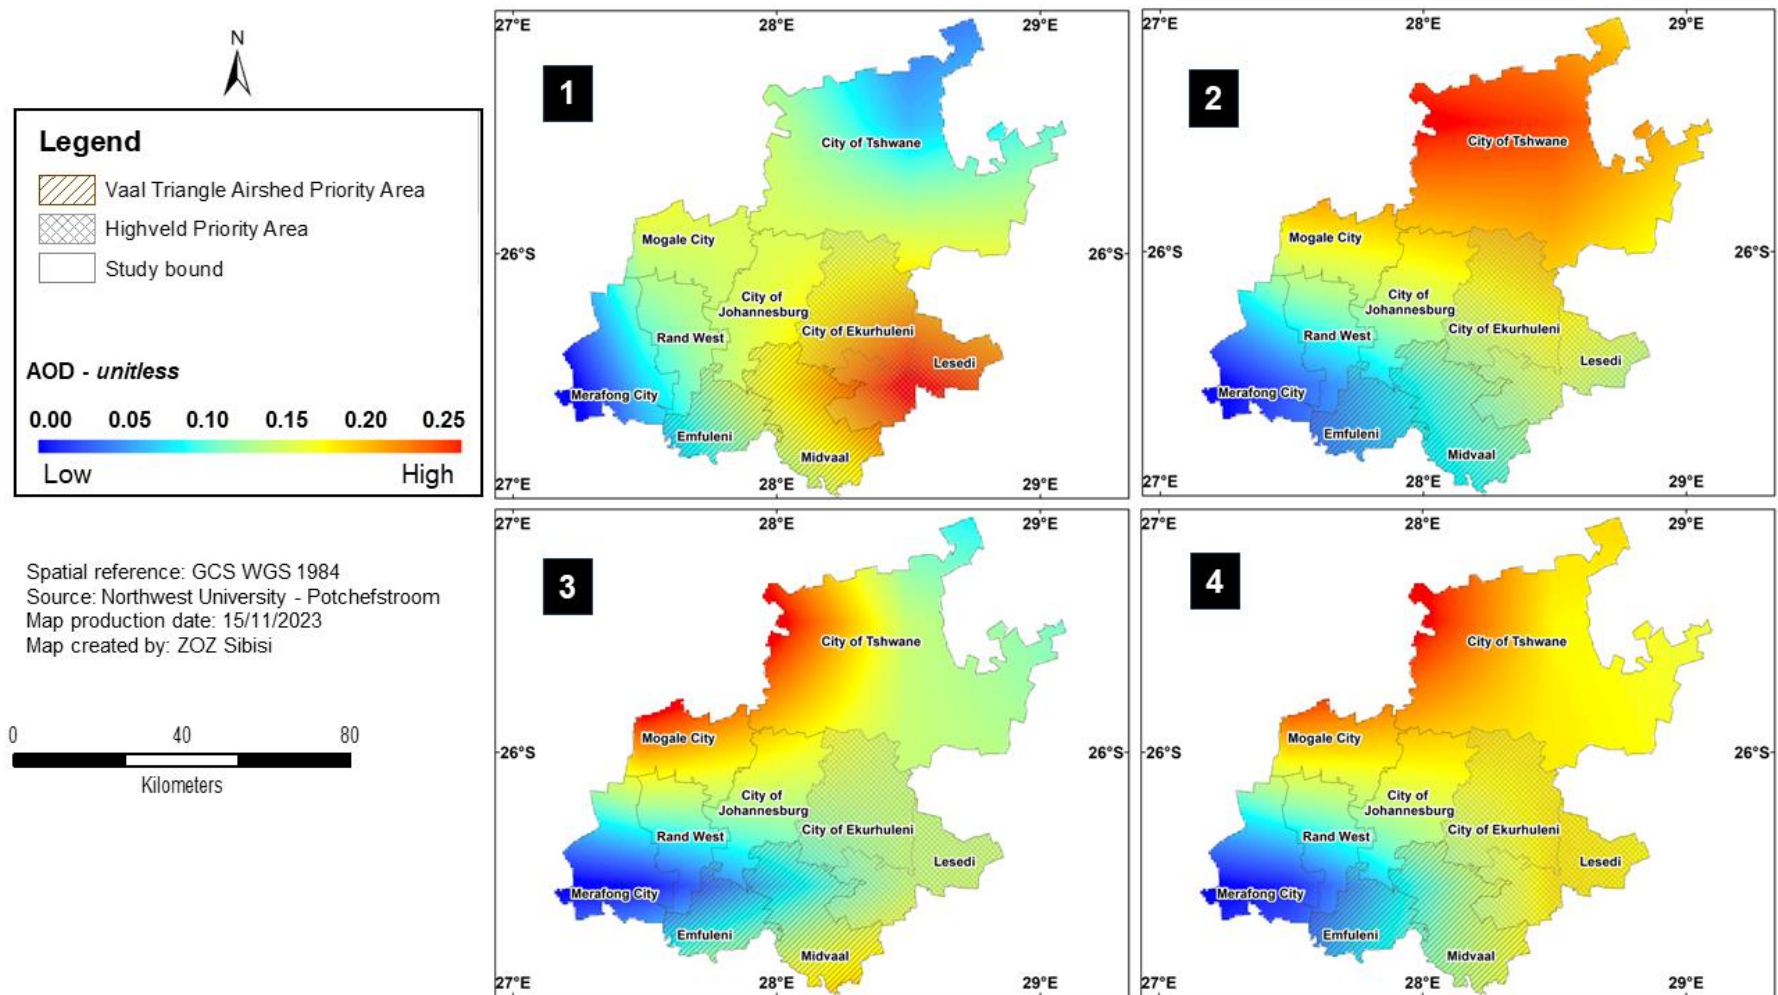 N
Legend
Vaal Triangle Airshed Priority Area
Highveld Priority Area
Study bound
AOD - unitless
0.00 0.05 0.10 0.15 0.20 0.25
Low High
Spatial reference: GCS WGS 1984
Source: Northwest University - Potchefstroom
Map production date: 15/11/2023
Map created by: ZOZ Sibisi
0 40 80
Kilometers
27°E 28°E 29°E
1
City of Tshwane
Mogale City
26°S 26°S
City of
Johannesburg
City of Ekurhuleni
Rand West
Lesedi
Merafong City
Emfuleni
Midvaal
27°E 28°E 29°E
27°E 28°E 29°E
2
City of Tshwane
Mogale City
26°S 26°S
City of
Johannesburg
City of Ekurhuleni
Rand West
Lesedi
Merafong City
Emfuleni
Midvaal
27°E 28°E 29°E
27°E 28°E 29°E
3
City of Tshwane
Mogale City
26°S 26°S
City of
Johannesburg
City of Ekurhuleni
Rand West
Lesedi
Merafong City
Emfuleni
Midvaal
27°E 28°E 29°E
27°E 28°E 29°E
4
City of Tshwane
Mogale City
26°S 26°S
City of
Johannesburg
City of Ekurhuleni
Rand West
Lesedi
Merafong City
Emfuleni
Midvaal
27°E 28°E 29°E